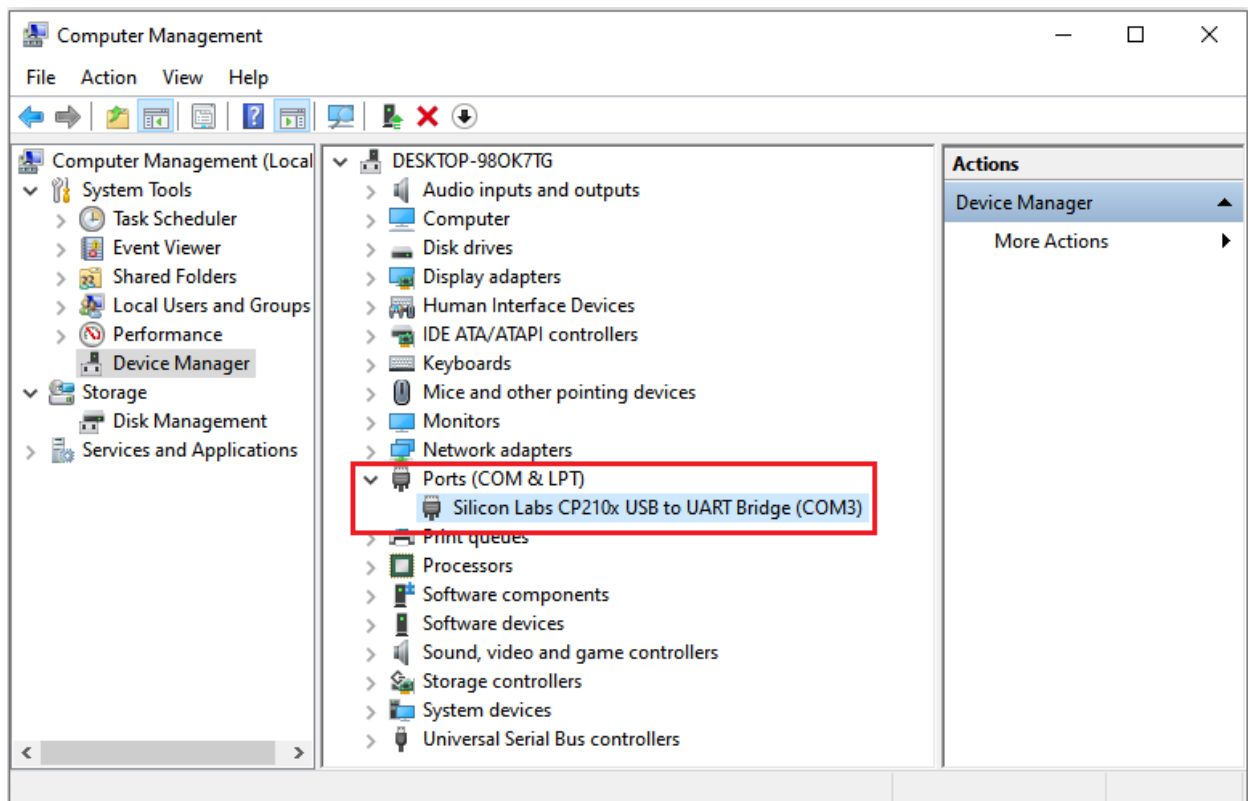 Computer Management
File Action View Help
Computer Management (Local
System Tools
Task Scheduler
Event Viewer
Shared Folders
Local Users and Groups
Performance
Device Manager
Storage
Disk Management
Services and Applications
DESKTOP-98OK7TG
Audio inputs and outputs
Computer
Disk drives
Display adapters
Human Interface Devices
IDE ATA/ATAPI controllers
Keyboards
Mice and other pointing devices
Monitors
Network adapters
Ports (COM & LPT)
Silicon Labs CP210x USB to UART Bridge (COM3)
Print queues
Processors
Software components
Software devices
Sound, video and game controllers
Storage controllers
System devices
Universal Serial Bus controllers
Actions
Device Manager
More Actions